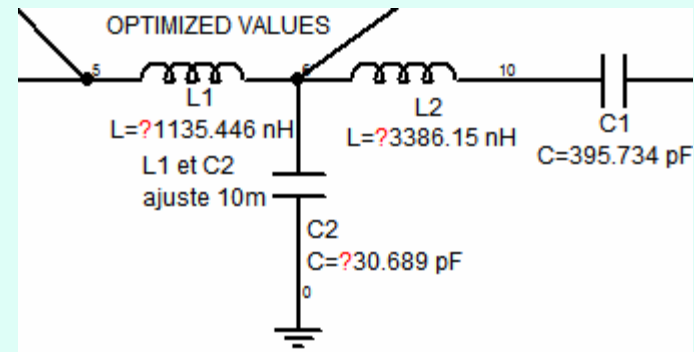 OPTIMIZED VALUES
5
6
10
L1
L=?1135.446 nH
L2
L=?3386.15 nH
C1
C=395.734 pF
L1 et C2
ajuste 10m
C2
C=?30.689 pF
0